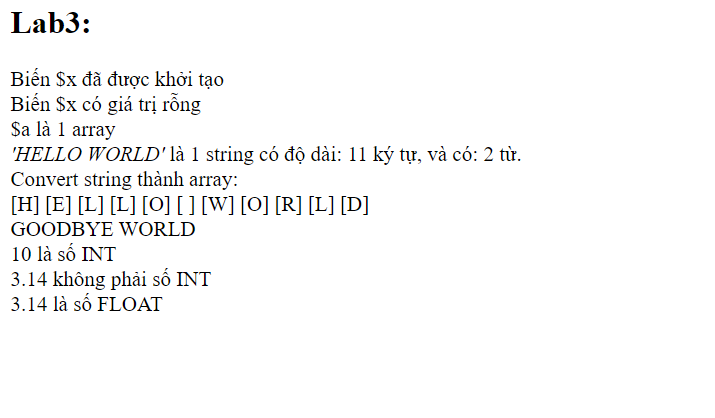 Lab3:
Biến $x đã được khởi tạo
Biến $x có giá trị rỗng
$a là 1 array
'HELLO WORLD' là 1 string có độ dài: 11 ký tự, và có: 2 từ.
Convert string thành array:
[H] [E] [L] [L] [O] [ ] [W] [O] [R] [L] [D]
GOODBYE WORLD
10 là số INT
3.14 không phải số INT
3.14 là số FLOAT